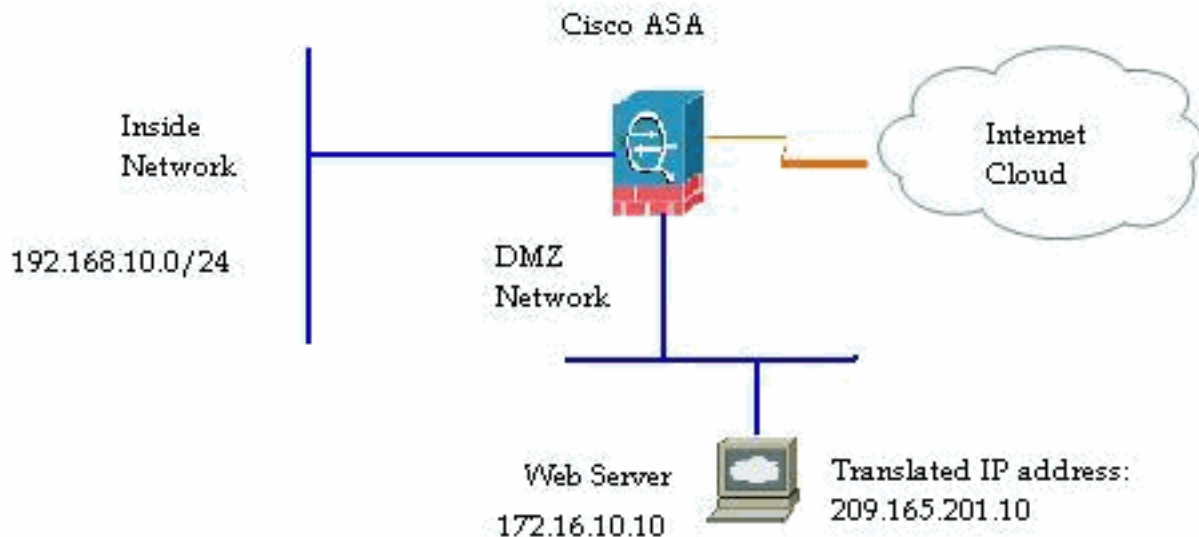 Cisco ASA
Inside
Network
Internet
Cloud
192.168.10.0/24
DMZ
Network
Web Server
172.16.10.10
Translated IP address:
209.165.201.10